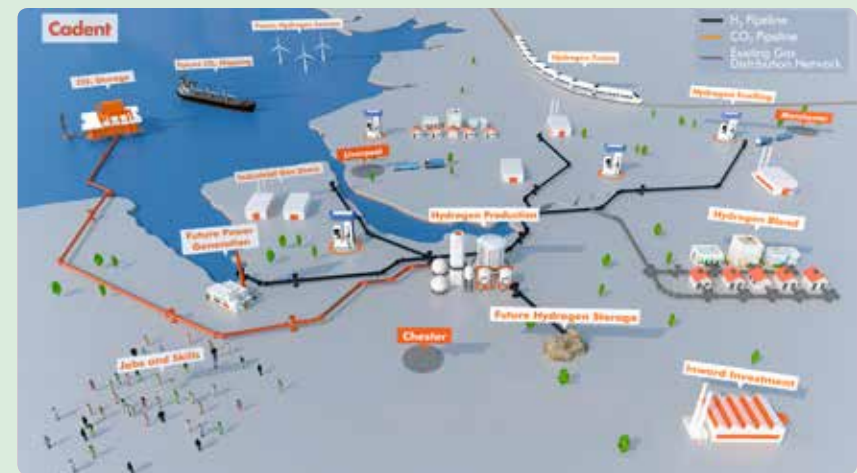 Cadent
Future Hydrogen Sources
H₂ Pipeline
CO₂ Pipeline
Existing Gas
Distribution Network
CO₂ Storage
Future CO₂ Shipping
Hydrogen Trains
Hydrogen Fuelling
Manchester
Liverpool
Industrial Gas Users
Hydrogen Production
Hydrogen Blend
Future Power
Generation
Future Hydrogen Storage
Chester
Jobs and Skills
Inward Investment